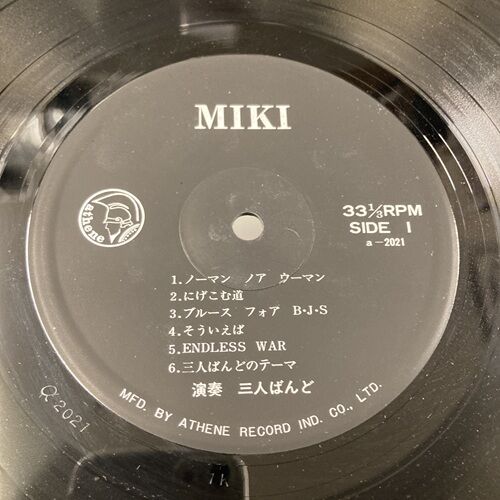 MIKI
athene
33⅓RPM
SIDE 1
a-2021
1.ノーマン ノア ウーマン
2.にげこむ道
3.ブルース フォア B・J・S
4.そういえば
5.ENDLESS WAR
6.三人ばんどのテーマ
演奏 三人ばんど
MFD. BY ATHENE RECORD IND. CO., LTD.
2021